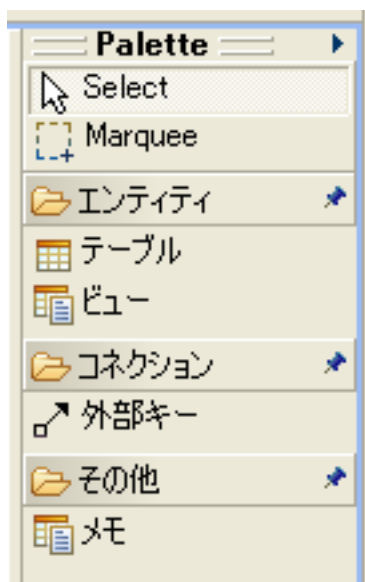 Palette
Select
Marquee
エンティティ
テーブル
ビュー
コネクション
外部キー
その他
メモ